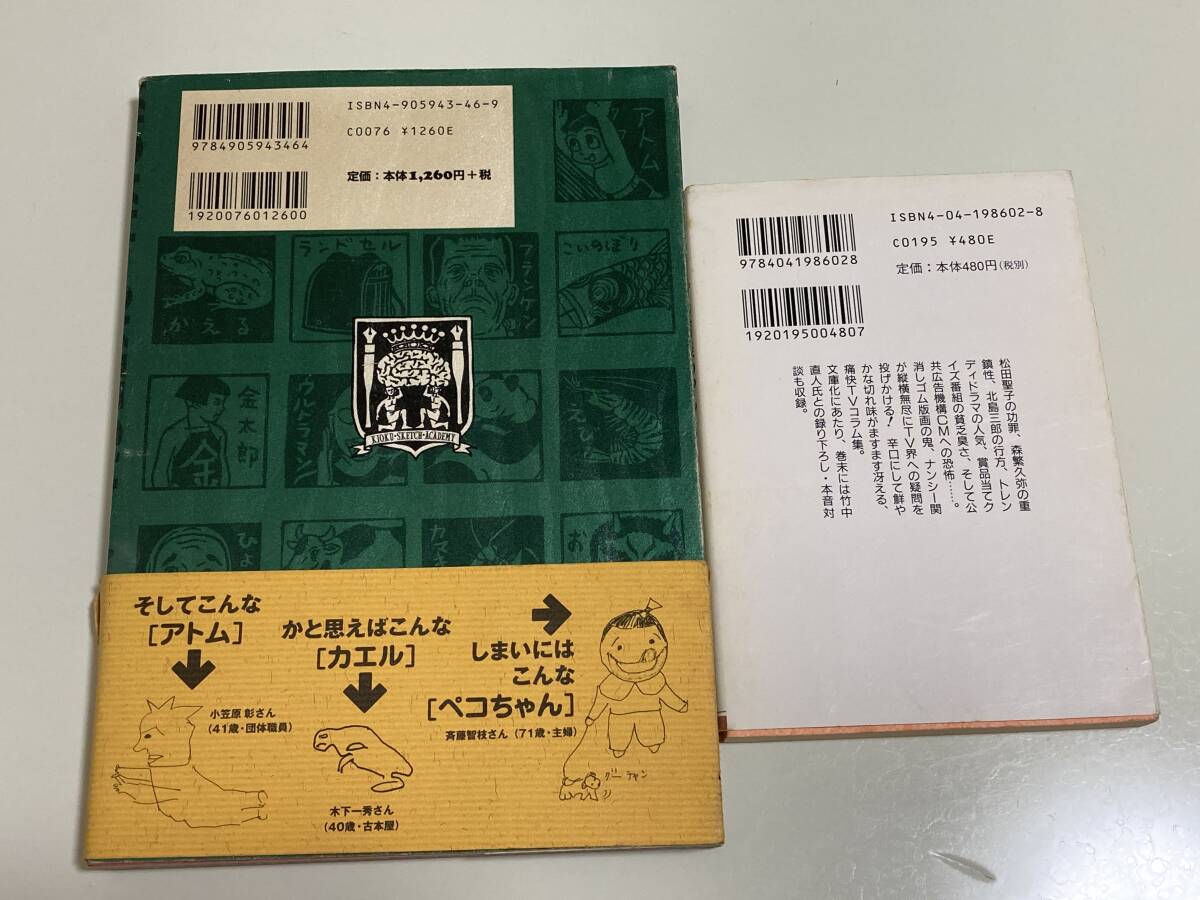 ISBN4-905943-46-9
C0076 ¥1260E
定価：本体1,260円＋税
9784905943464
1920076012600
アトム
かえる
ランドセル
フランケン
こいのぼり
金太郎
金
KIOKU・SKETCH・ACADEMY
そしてこんな
[アトム]
小笠原 彰さん
(41歳・団体職員)
かと思えばこんな
[カエル]
木下一秀さん
(40歳・古本屋)
しまいには
こんな
[ペコちゃん]
斉藤智枝さん（71歳・主婦）
ISBN4-04-198602-8
C0195 ¥480E
定価：本体480円(税別)
9784041986028
1920195004807
松田聖子の功罪、森繁久弥の重
鎮性、北島三郎の行方、トレン
ディドラマの人気、賞品当てク
イズ番組の貧乏臭さ、そして公
共広告機構CMへの恐怖……。
消しゴム版画の鬼、ナンシー関
が縦横無尽にTV界への疑問を
投げかける！　辛口にして鮮や
かな切れ味がますます冴える、
痛快TVコラム集。
文庫化にあたり、巻末には竹中
直人氏との録り下ろし・本音対
談も収録。